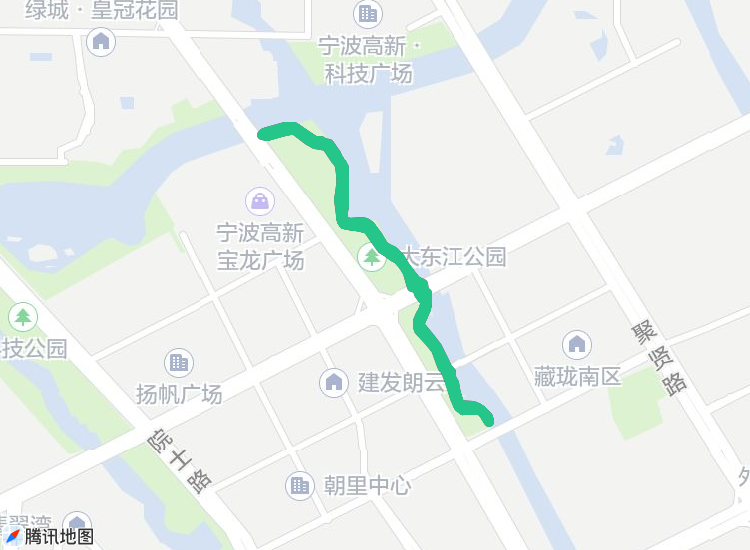 绿城·皇冠花园
宁波高新·
科技广场
宁波高新
宝龙广场
大东江公园
技公园
扬帆广场
建发朗云
藏珑南区
聚贤路
院士路
朝里中心
翠湾
腾讯地图